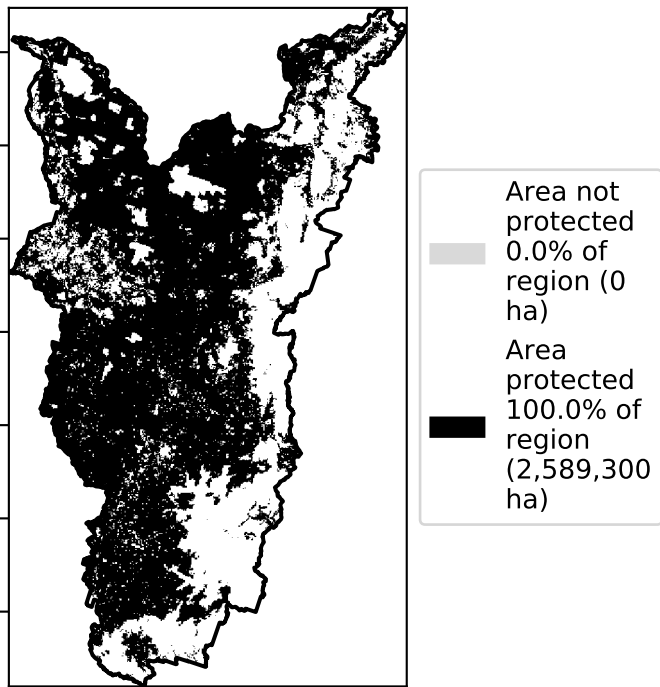 Area not
protected
0.0% of
region (0
ha)
Area
protected
100.0% of
region
(2,589,300
ha)